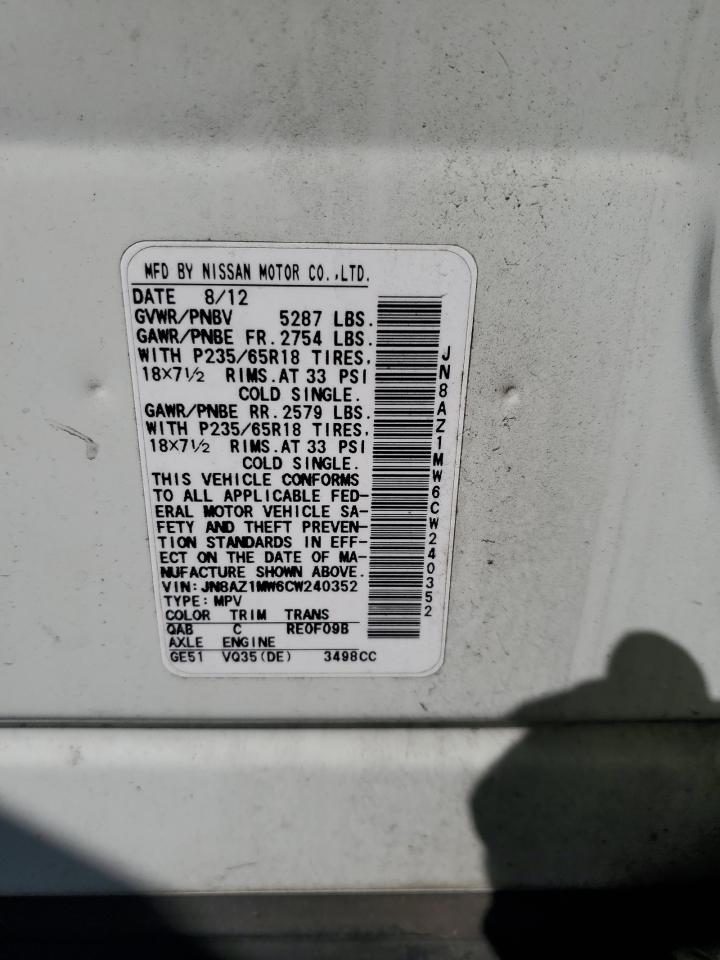 MFD BY NISSAN MOTOR CO.,LTD.
DATE 8/12
GVWR/PNBV 5287 LBS.
GAWR/PNBE FR. 2754 LBS.
WITH P235/65R18 TIRES,
18×7½ RIMS. AT 33 PSI
COLD SINGLE.
GAWR/PNBE RR. 2579 LBS.
WITH P235/65R18 TIRES,
18×7½ RIMS. AT 33 PSI
COLD SINGLE.
THIS VEHICLE CONFORMS
TO ALL APPLICABLE FED-
ERAL MOTOR VEHICLE SA-
FETY AND THEFT PREVEN-
TION STANDARDS IN EFF-
ECT ON THE DATE OF MA-
NUFACTURE SHOWN ABOVE.
VIN: JN8AZ1MW6CW240352
TYPE: MPV
COLOR TRIM TRANS
QAB C RE0F09B
AXLE ENGINE
GE51 VQ35(DE) 3498CC
JN8AZ1MW6CW240352